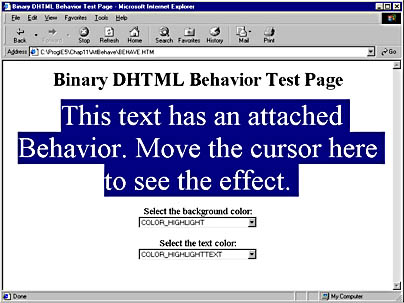 Binary DHTML Behavior Test Page - Microsoft Internet Explorer
File Edit View Favorites Tools Help
Back Forward Stop Refresh Home Search Favorites History Mail Print
Address C:\ProgIE5\Chap11\AttBehave\BEHAVE.HTM Go
Binary DHTML Behavior Test Page
This text has an attached
Behavior. Move the cursor here
to see the effect.
Select the background color:
COLOR_HIGHLIGHT
Select the text color:
COLOR_HIGHLIGHTTEXT
Done My Computer